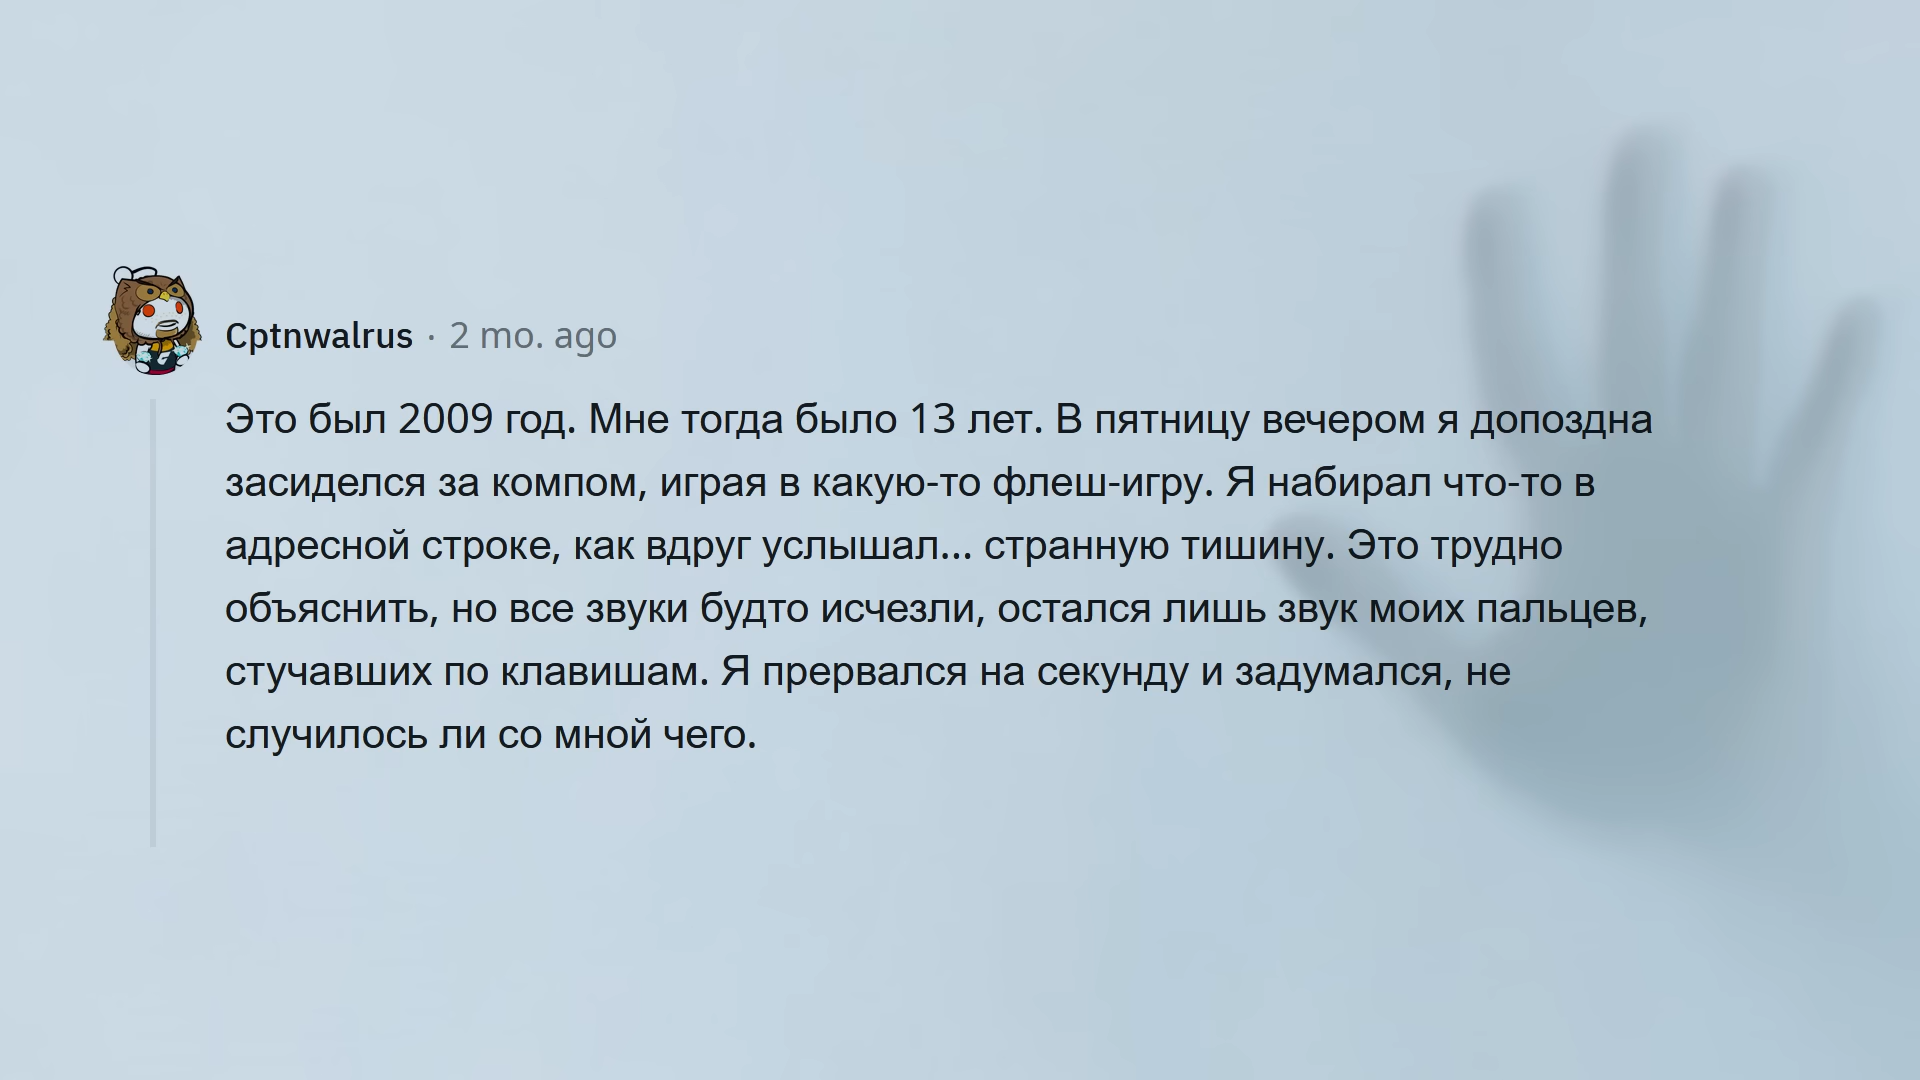 Cptnwalrus · 2 mo. ago
Это был 2009 год. Мне тогда было 13 лет. В пятницу вечером я допоздна
засиделся за компом, играя в какую-то флеш-игру. Я набирал что-то в
адресной строке, как вдруг услышал... странную тишину. Это трудно
объяснить, но все звуки будто исчезли, остался лишь звук моих пальцев,
стучавших по клавишам. Я прервался на секунду и задумался, не
случилось ли со мной чего.